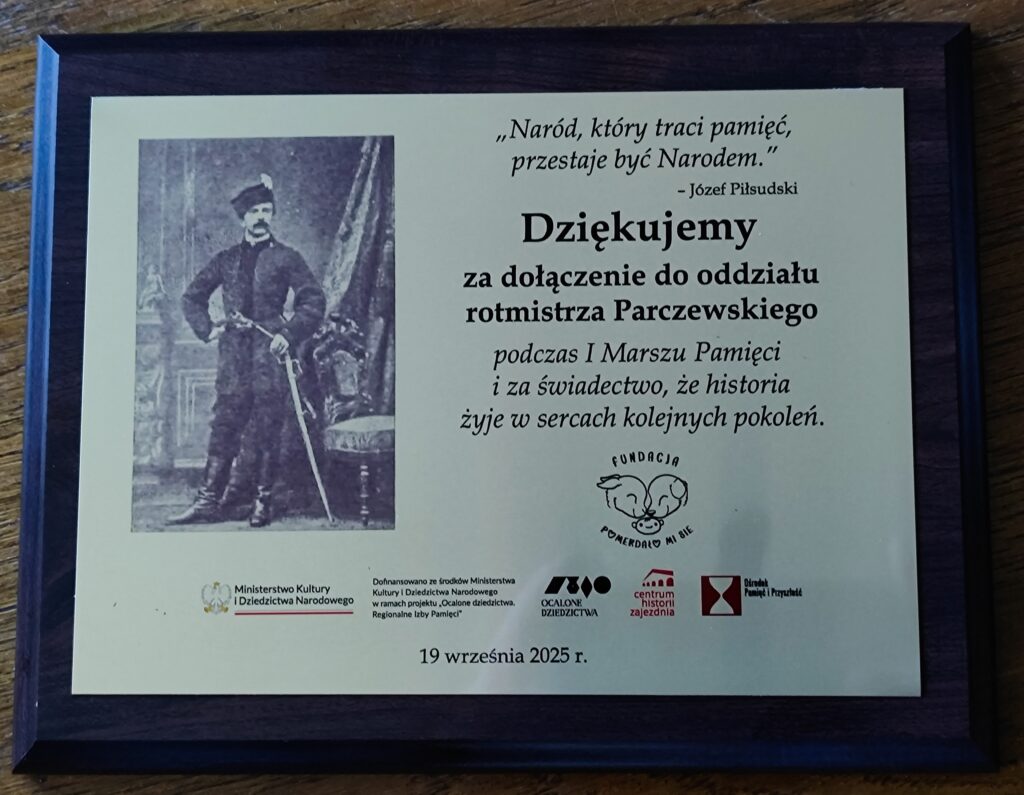 „Naród, który traci pamięć,
przestaje być Narodem.”
– Józef Piłsudski
Dziękujemy
za dołączenie do oddziału
rotmistrza Parczewskiego
podczas I Marszu Pamięci
i za świadectwo, że historia
żyje w sercach kolejnych pokoleń.
FUNDACJA
POMERDAŁO MI SIĘ
Ministerstwo Kultury
i Dziedzictwa Narodowego
Dofinansowano ze środków Ministerstwa
Kultury i Dziedzictwa Narodowego
w ramach projektu „Ocalone dziedzictwa.
Regionalne Izby Pamięci”
OCALONE
DZIEDZICTWA
centrum
historii
zajezdnia
Ośrodek
Pamięć i Przyszłość
19 września 2025 r.